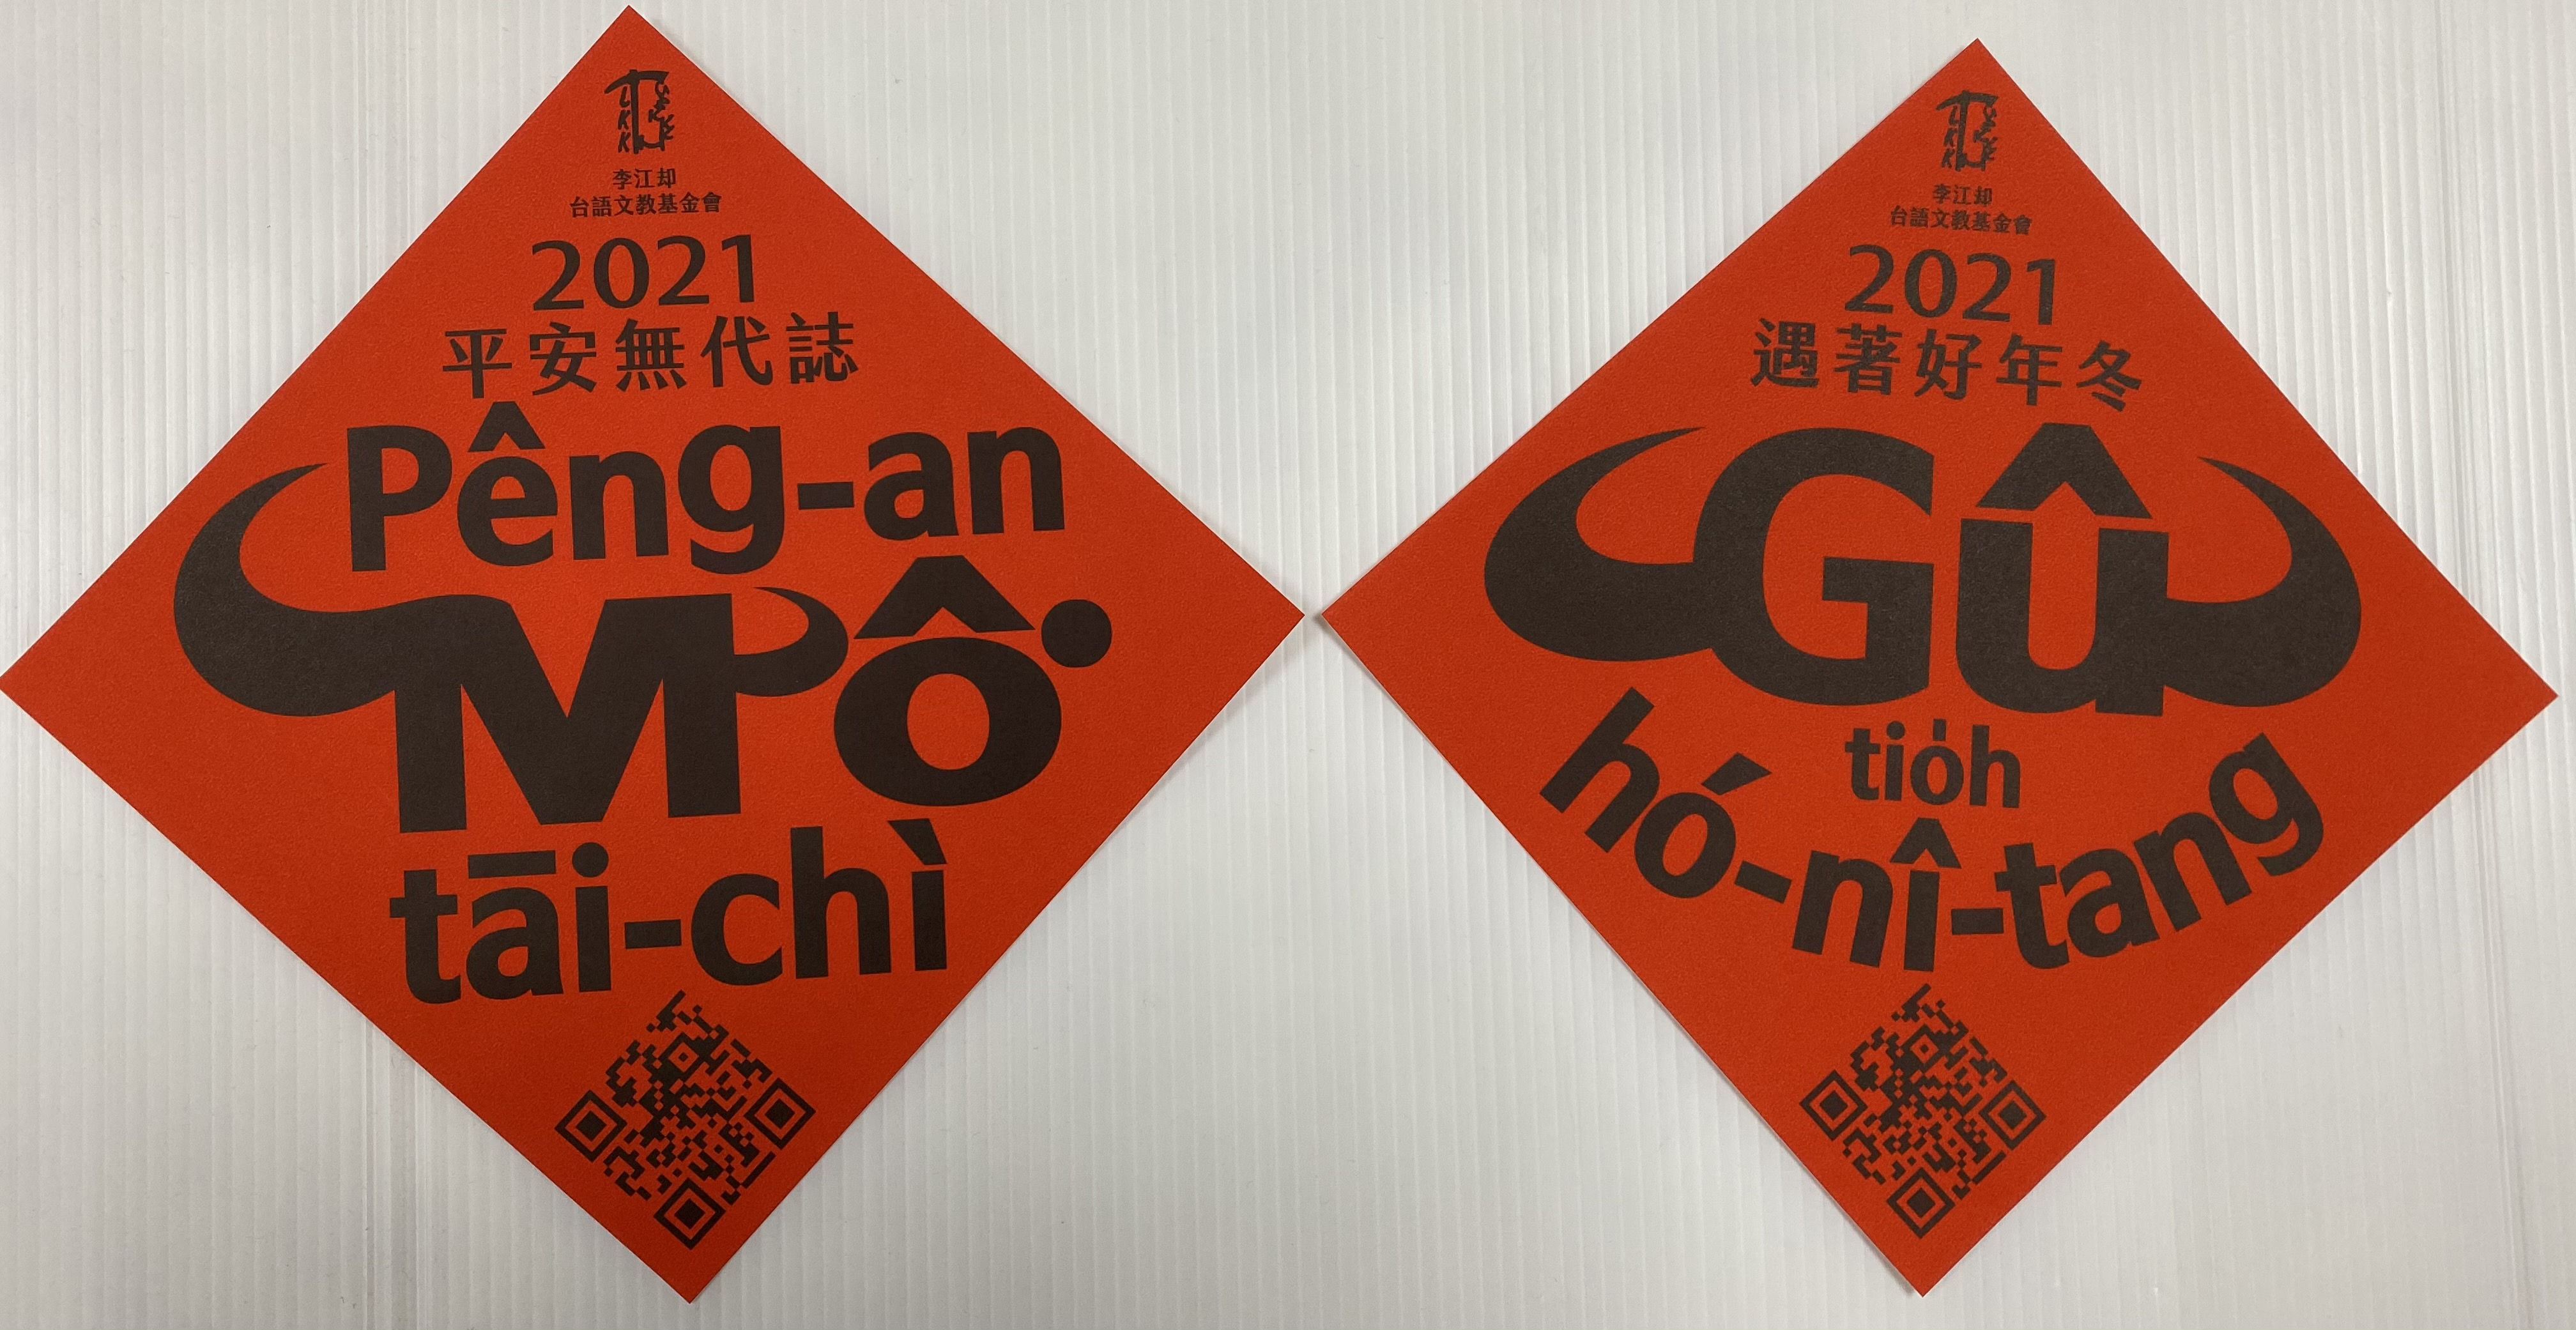 李江却
台語文教基金會
2021
平安無代誌
Pêng-an
Mô͘
tāi-chì
李江却
台語文教基金會
2021
遇著好年冬
Gû
tio̍h
hó-nî-tang